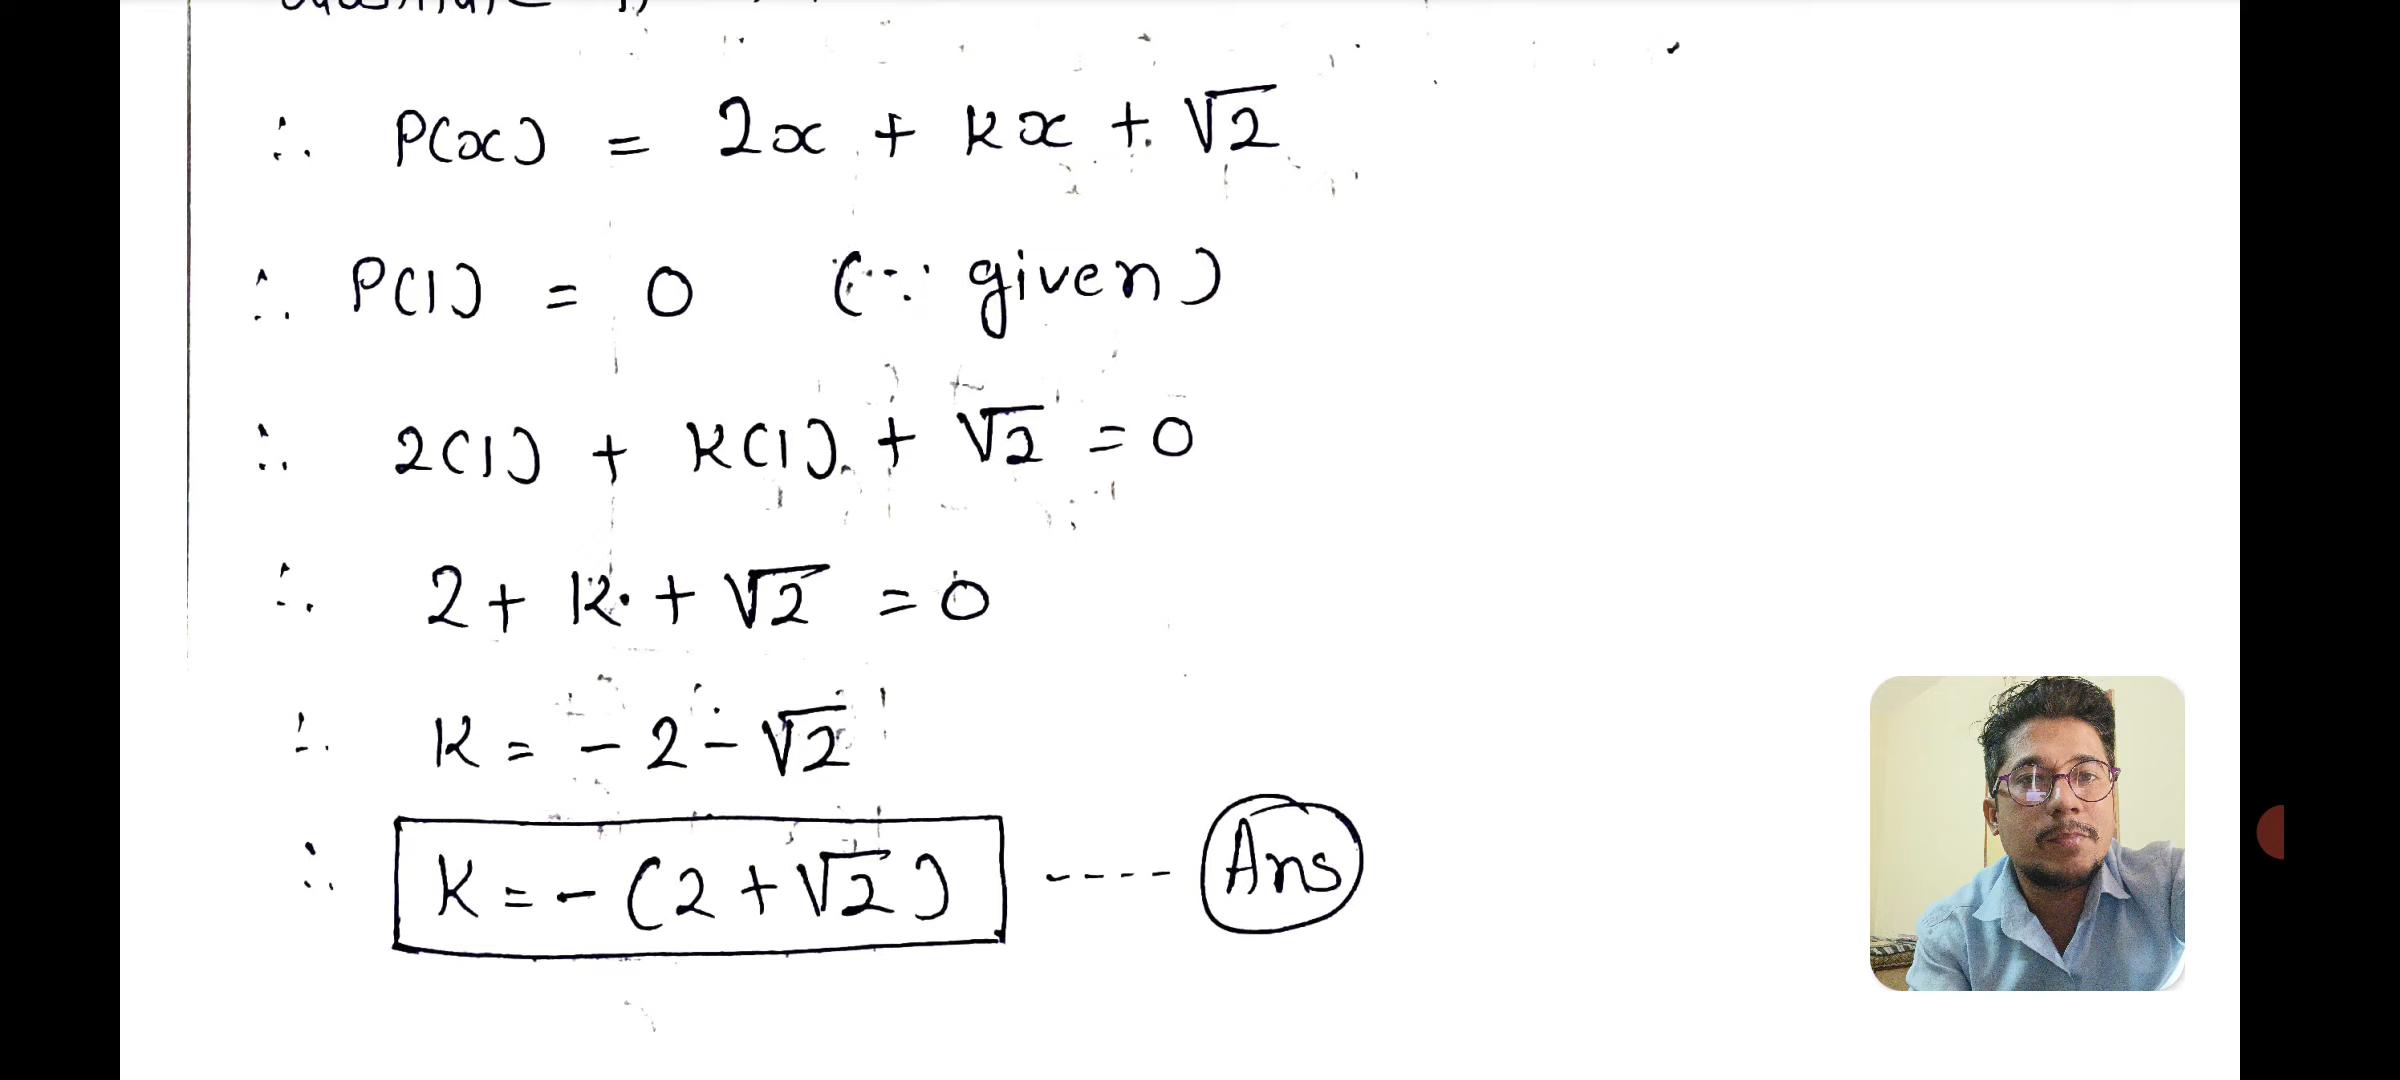 ∴ P(x) = 2x + kx + √2
∴ P(1) = 0 (∵ given)
∴ 2(1) + k(1) + √2 = 0
∴ 2 + k + √2 = 0
∴ k = - 2 - √2
∴ k = - (2 + √2) ---- Ans